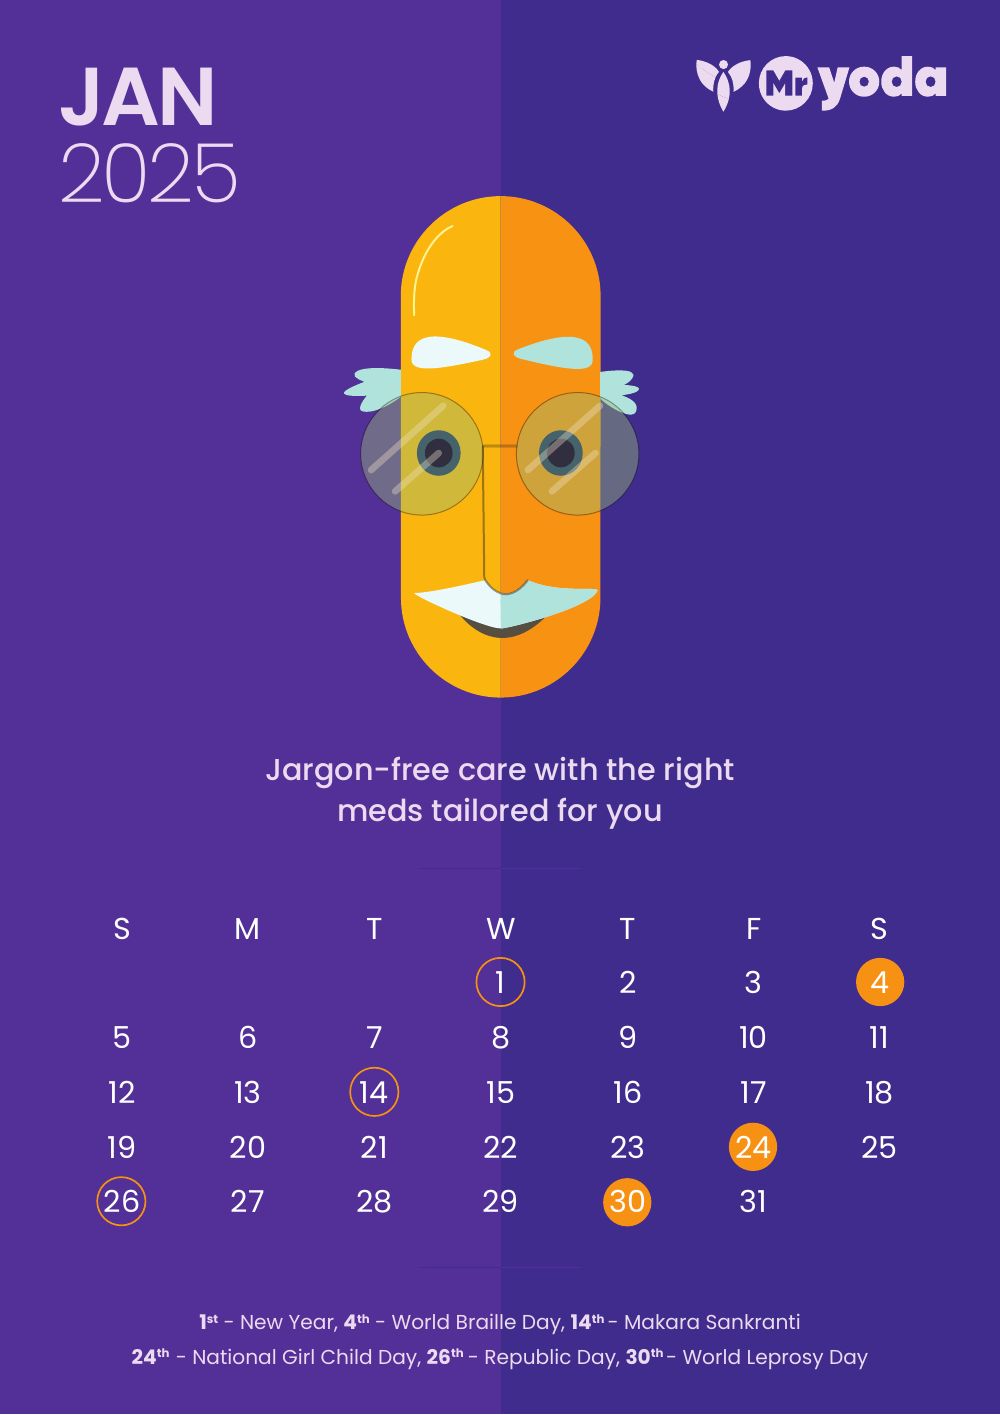 JAN
2025
Mr yoda
Jargon-free care with the right
meds tailored for you
S M T W T F S
1 2 3 4
5 6 7 8 9 10 11
12 13 14 15 16 17 18
19 20 21 22 23 24 25
26 27 28 29 30 31
1st - New Year, 4th - World Braille Day, 14th - Makara Sankranti
24th - National Girl Child Day, 26th - Republic Day, 30th - World Leprosy Day